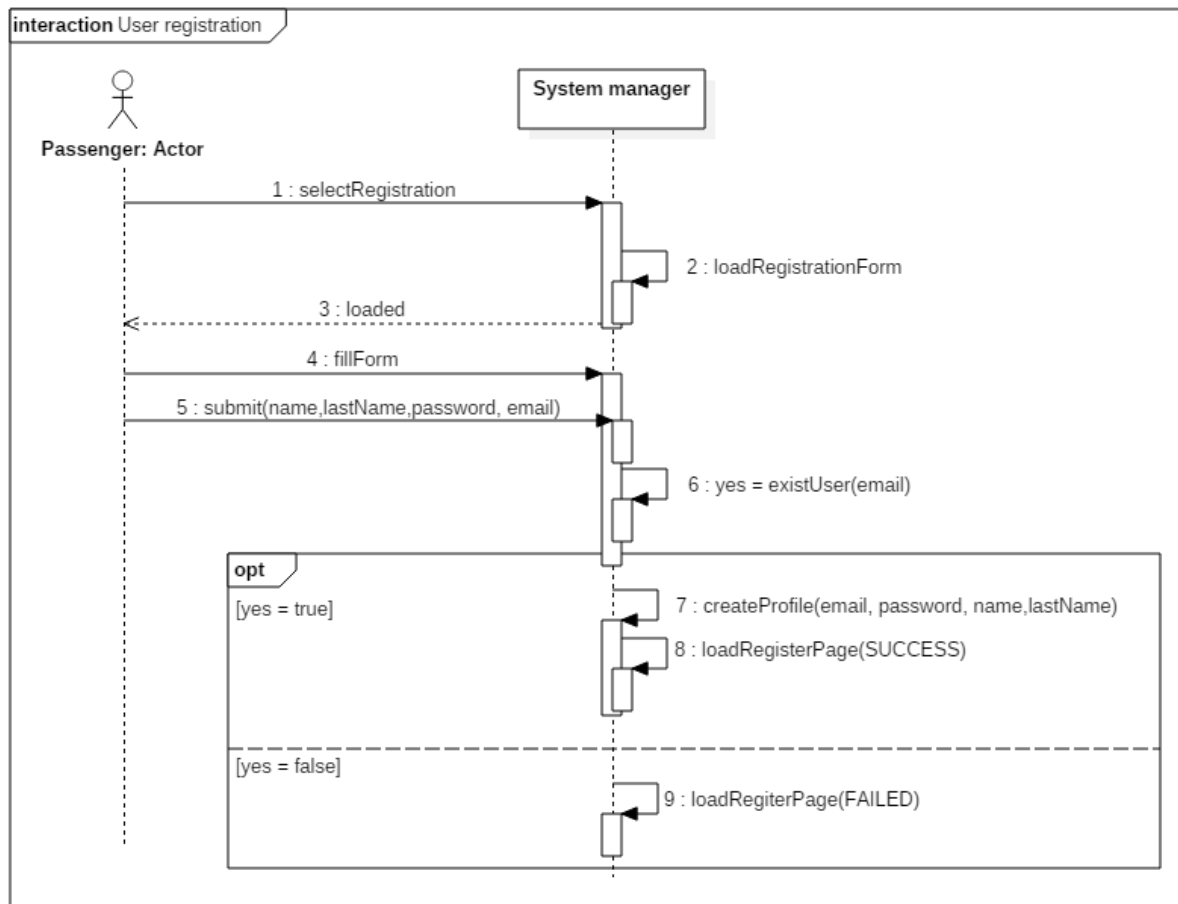 interaction User registration
System manager
Passenger: Actor
1 : selectRegistration
2 : loadRegistrationForm
3 : loaded
4 : fillForm
5 : submit(name,lastName,password, email)
6 : yes = existUser(email)
opt
[yes = true]
7 : createProfile(email, password, name,lastName)
8 : loadRegisterPage(SUCCESS)
[yes = false]
9 : loadRegiterPage(FAILED)